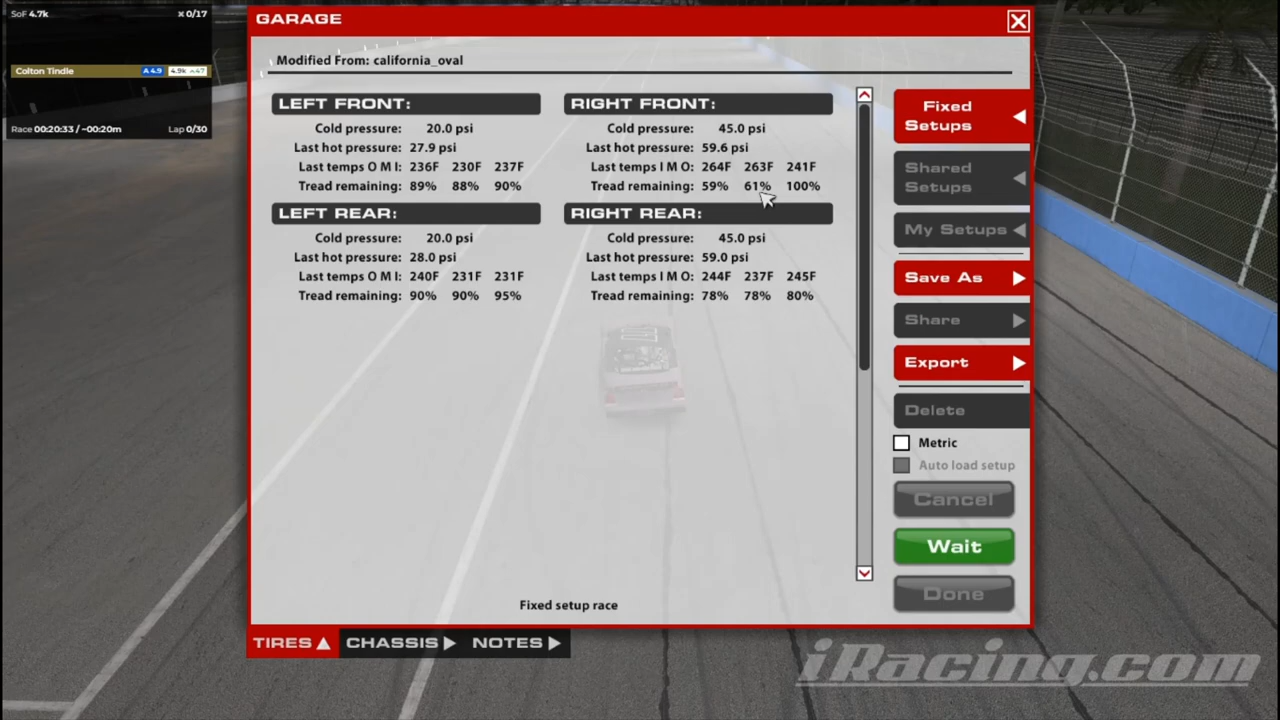 SoF 4.7k 0/17
Colton Tindle A 4.9 4.9k
Race 00:20:33 / ~00:20m Lap 0/30
GARAGE
Modified From: california_oval
LEFT FRONT:
Cold pressure: 20.0 psi
Last hot pressure: 27.9 psi
Last temps O M I: 236F 230F 237F
Tread remaining: 89% 88% 90%
RIGHT FRONT:
Cold pressure: 45.0 psi
Last hot pressure: 59.6 psi
Last temps I M O: 264F 263F 241F
Tread remaining: 59% 61% 100%
LEFT REAR:
Cold pressure: 20.0 psi
Last hot pressure: 28.0 psi
Last temps O M I: 240F 231F 231F
Tread remaining: 90% 90% 95%
RIGHT REAR:
Cold pressure: 45.0 psi
Last hot pressure: 59.0 psi
Last temps I M O: 244F 237F 245F
Tread remaining: 78% 78% 80%
Fixed setup race
Fixed
Setups
Shared
Setups
My Setups
Save As
Share
Export
Delete
Metric
Auto load setup
Cancel
Wait
Done
TIRES CHASSIS NOTES
iRacing.com